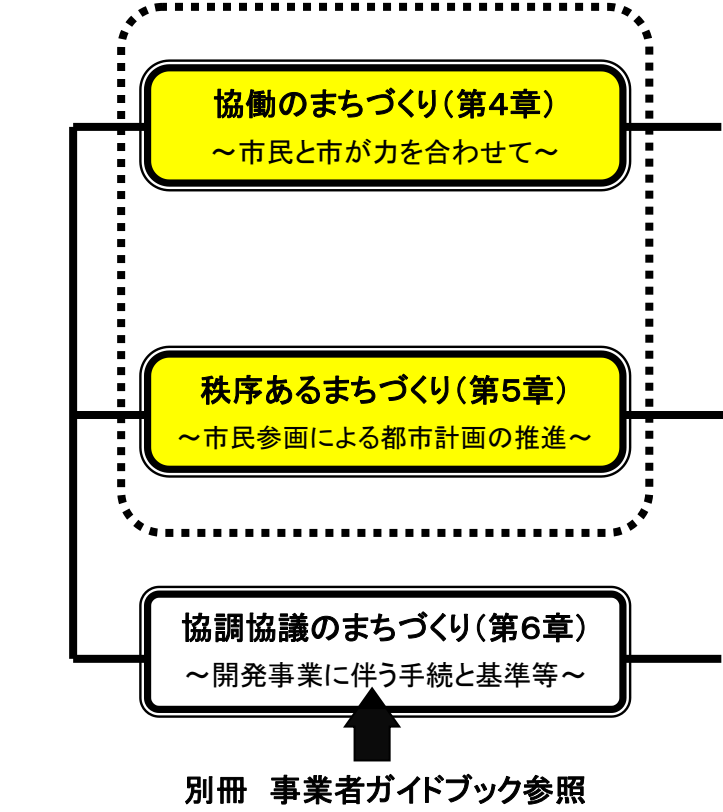 協働のまちづくり(第4章)
～市民と市が力を合わせて～
秩序あるまちづくり(第5章)
～市民参画による都市計画の推進～
協調協議のまちづくり(第6章)
～開発事業に伴う手続と基準等～
別冊　事業者ガイドブック参照